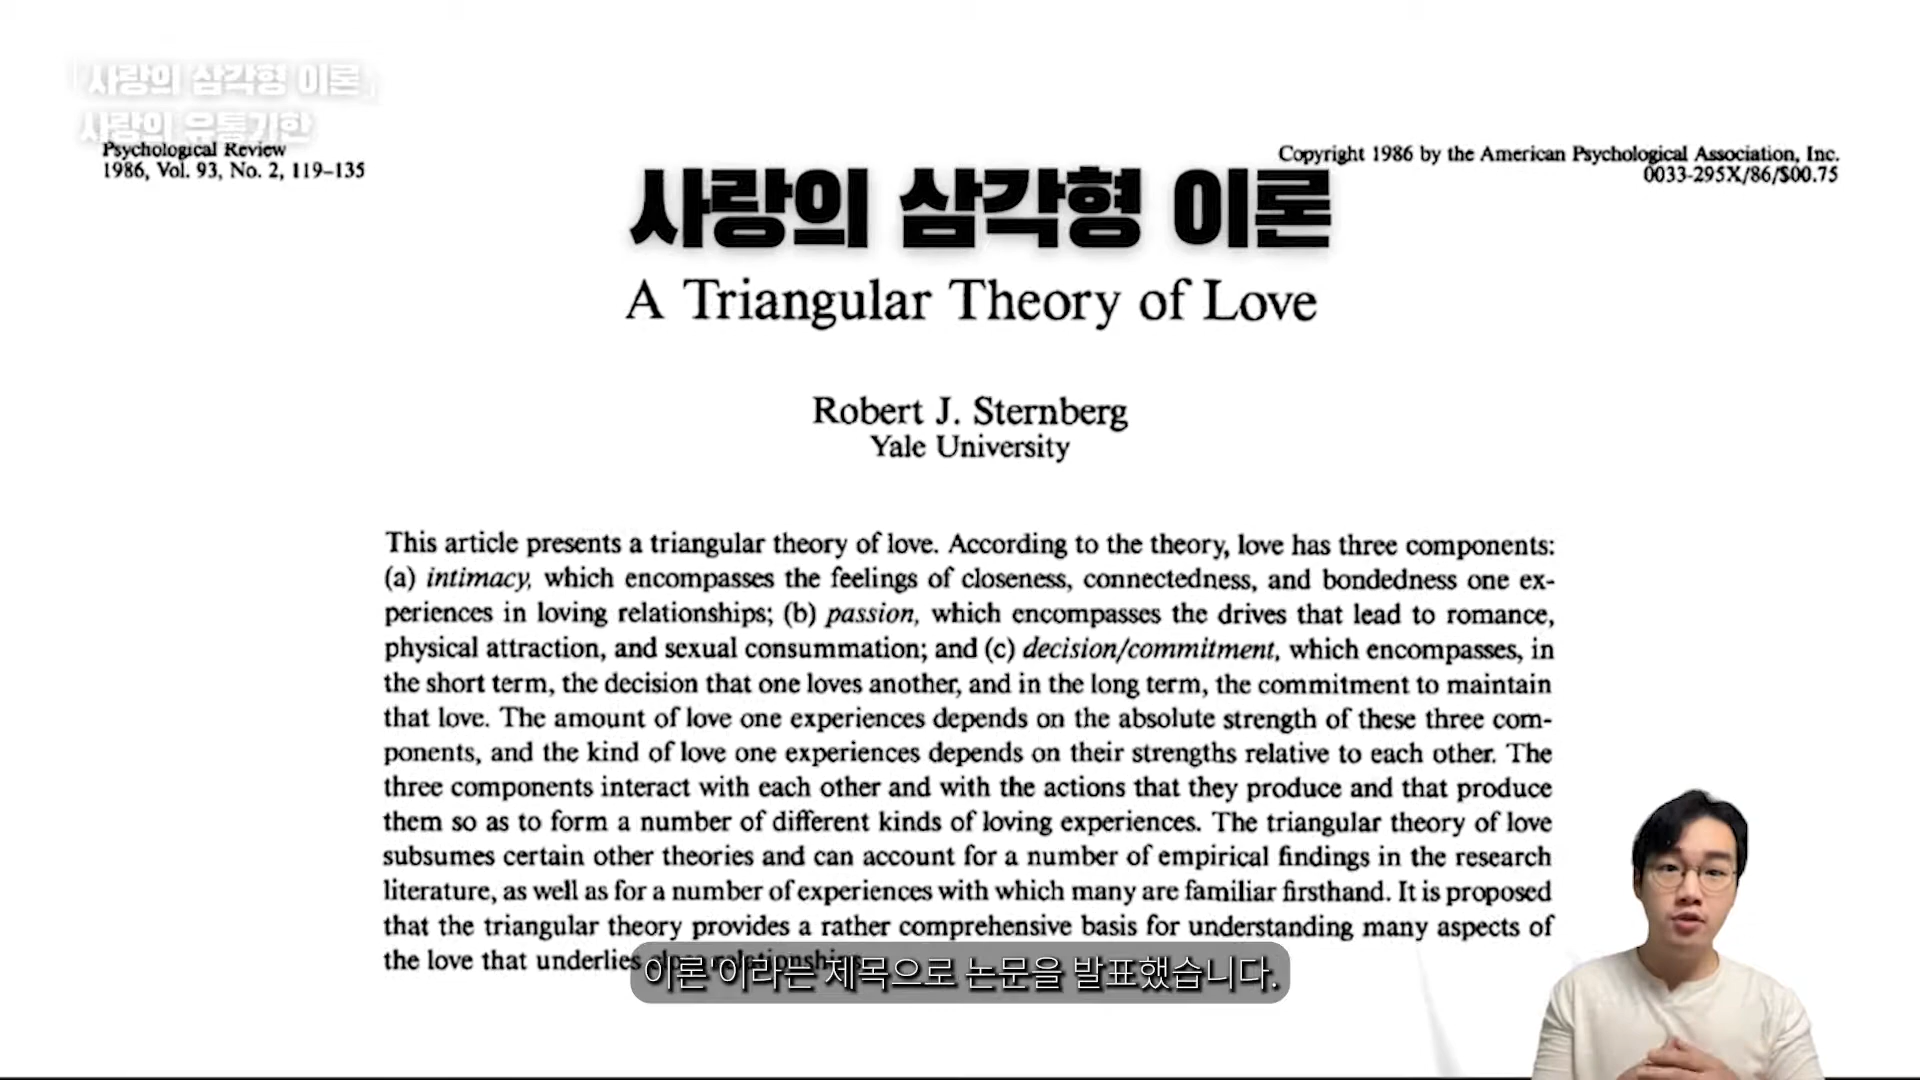 「사랑의 삼각형 이론」
사랑의 유통기한
Psychological Review
1986, Vol. 93, No. 2, 119–135
Copyright 1986 by the American Psychological Association, Inc.
0033-295X/86/$00.75
사랑의 삼각형 이론
A Triangular Theory of Love
Robert J. Sternberg
Yale University
This article presents a triangular theory of love. According to the theory, love has three components:
(a) intimacy, which encompasses the feelings of closeness, connectedness, and bondedness one ex-
periences in loving relationships; (b) passion, which encompasses the drives that lead to romance,
physical attraction, and sexual consummation; and (c) decision/commitment, which encompasses, in
the short term, the decision that one loves another, and in the long term, the commitment to maintain
that love. The amount of love one experiences depends on the absolute strength of these three com-
ponents, and the kind of love one experiences depends on their strengths relative to each other. The
three components interact with each other and with the actions that they produce and that produce
them so as to form a number of different kinds of loving experiences. The triangular theory of love
subsumes certain other theories and can account for a number of empirical findings in the research
literature, as well as for a number of experiences with which many are familiar firsthand. It is proposed
that the triangular theory provides a rather comprehensive basis for understanding many aspects of
the love that underlies close relationships.
이론'이라는 제목으로 논문을 발표했습니다.